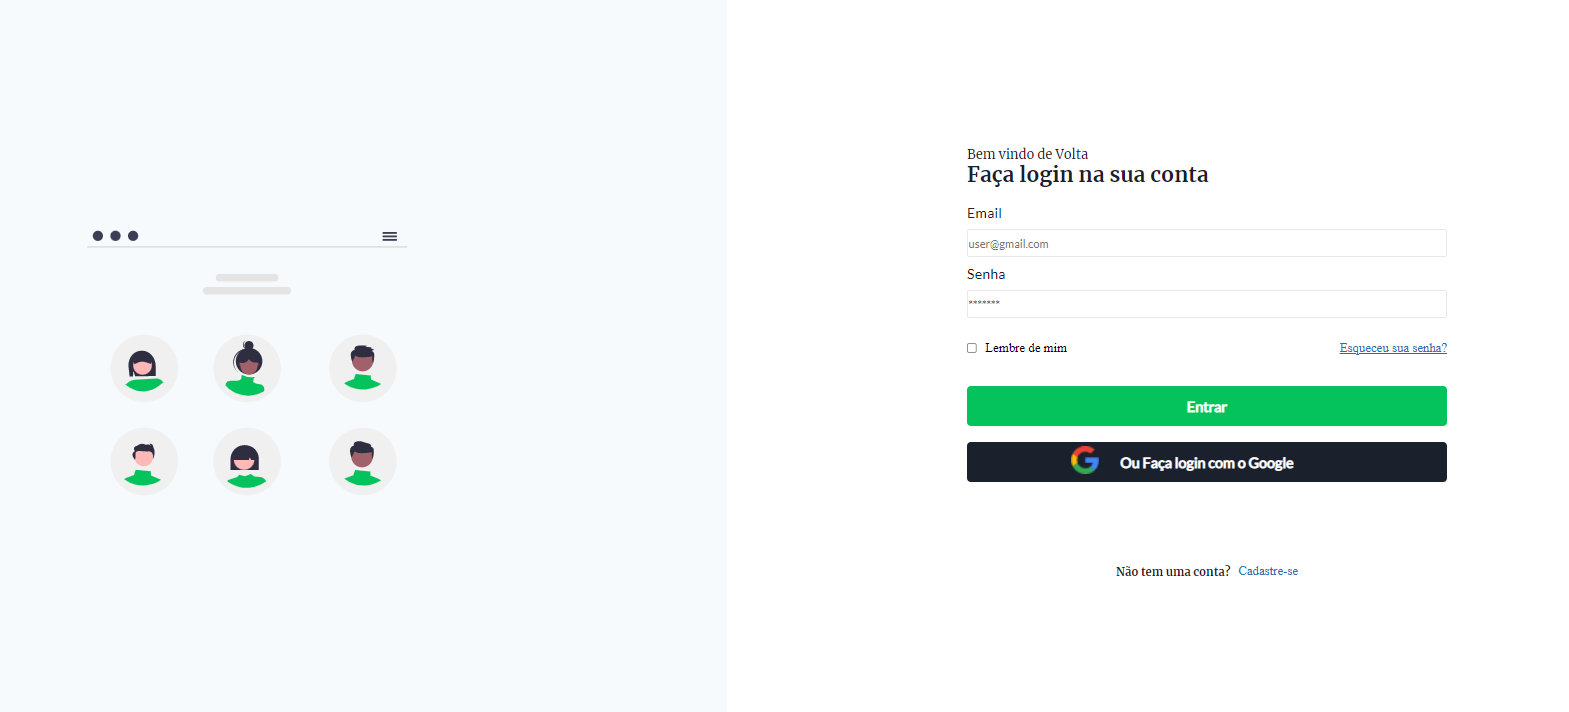 Bem vindo de Volta
Faça login na sua conta
Email
user@gmail.com
Senha
*******
Lembre de mim
Esqueceu sua senha?
Entrar
Ou Faça login com o Google
Não tem uma conta? Cadastre-se